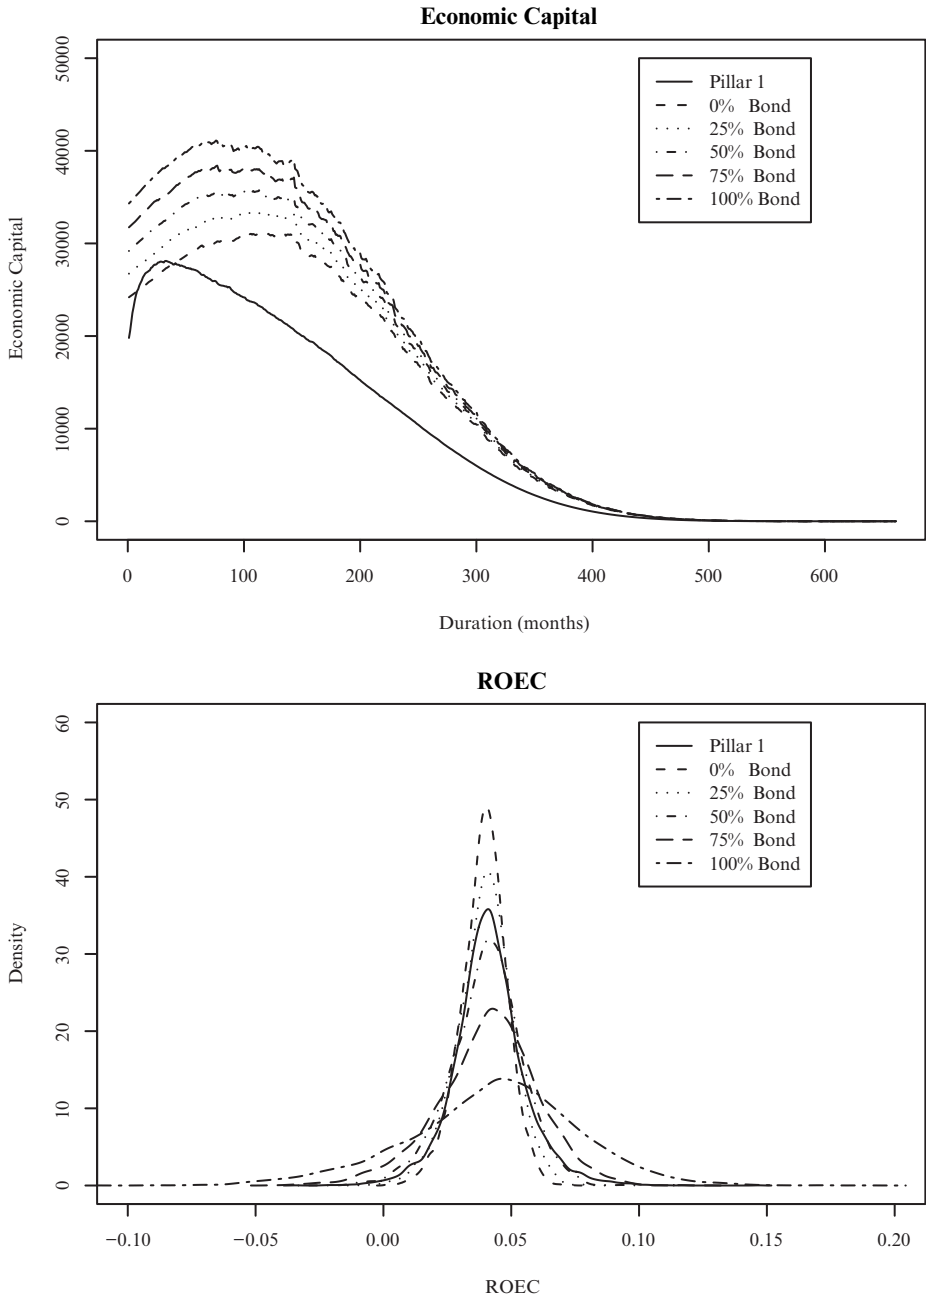 Economic Capital
50000
40000
30000
20000
10000
0
Economic Capital
Pillar 1
0% Bond
25% Bond
50% Bond
75% Bond
100% Bond
0 100 200 300 400 500 600
Duration (months)
ROEC
60
50
40
30
20
10
0
Density
Pillar 1
0% Bond
25% Bond
50% Bond
75% Bond
100% Bond
−0.10 −0.05 0.00 0.05 0.10 0.15 0.20
ROEC